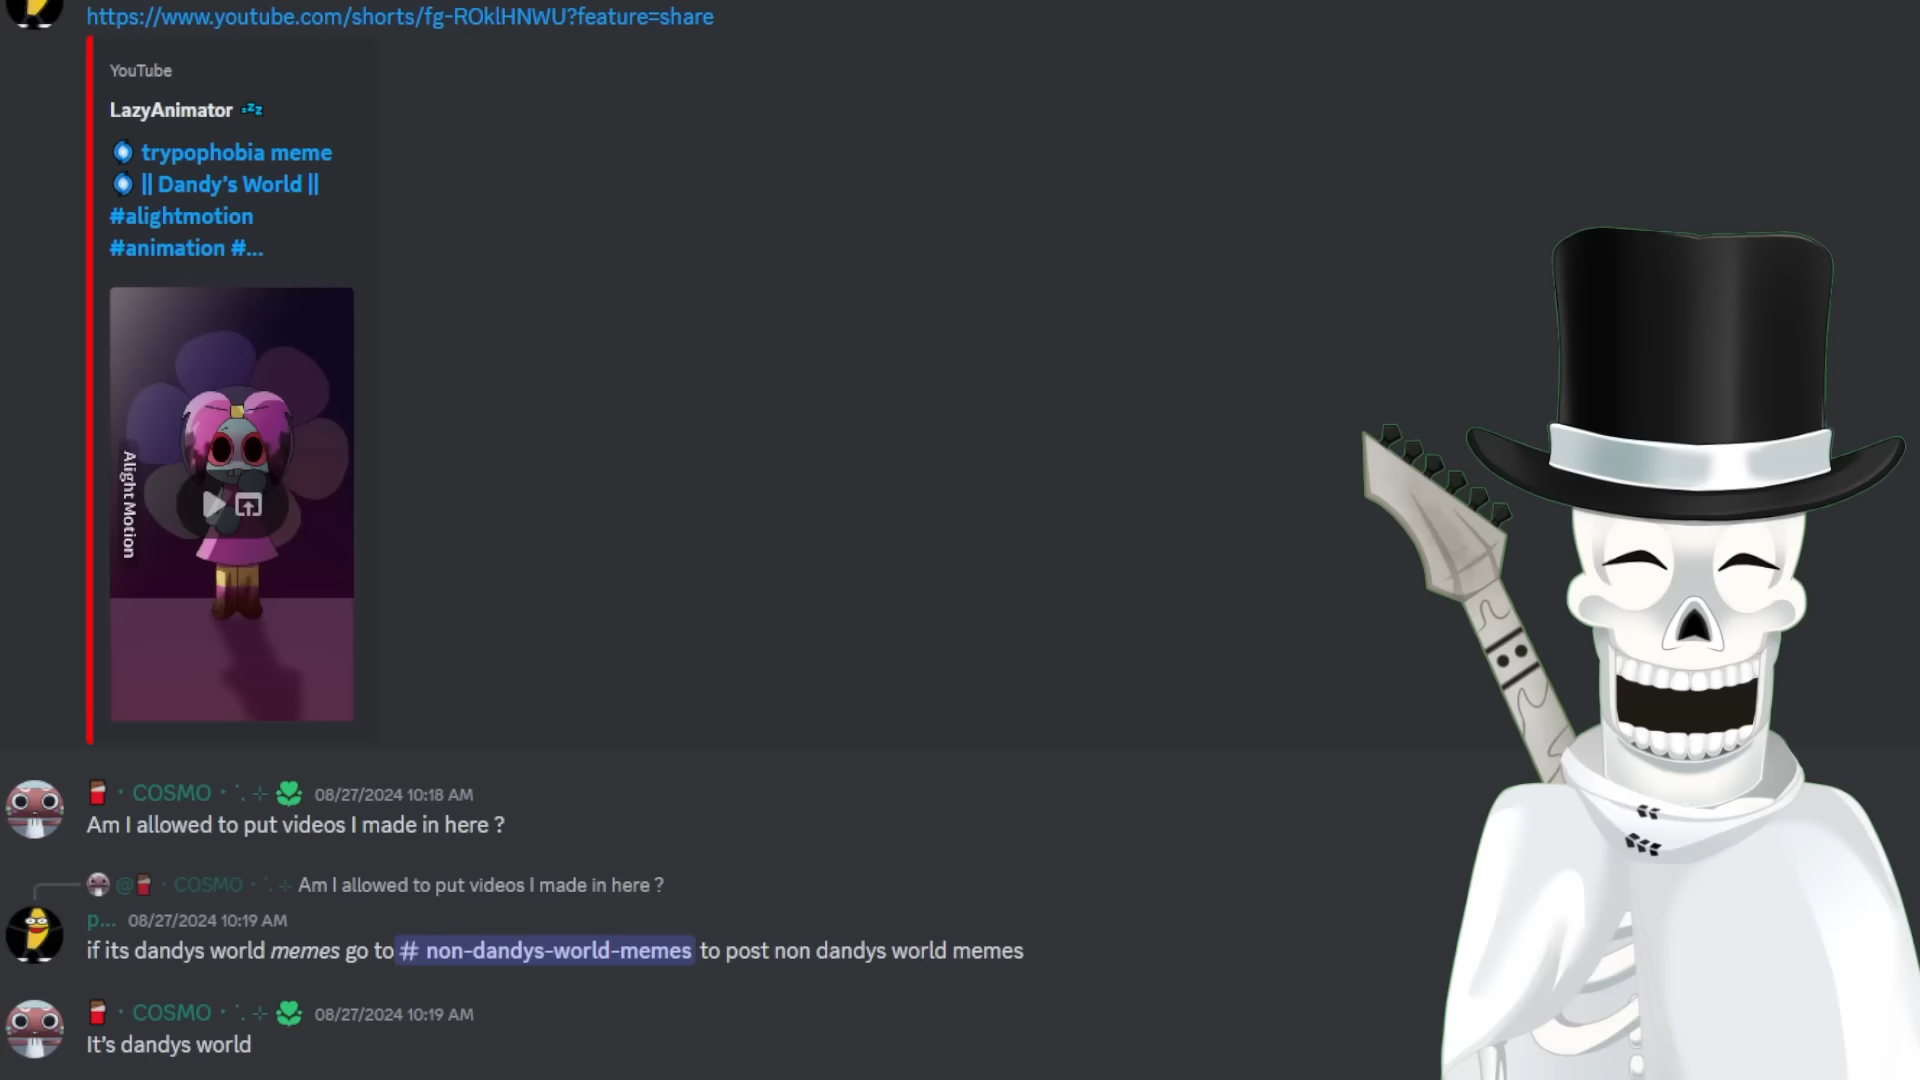 https://www.youtube.com/shorts/fg-ROklHNWU?feature=share
YouTube
LazyAnimator 💤
🧿 trypophobia meme
🧿 || Dandy’s World ||
#alightmotion
#animation #...
Alight Motion
🍫 · COSMO · 08/27/2024 10:18 AM
Am I allowed to put videos I made in here ?
@🍫 · COSMO · Am I allowed to put videos I made in here ?
p... 08/27/2024 10:19 AM
if its dandys world memes go to # non-dandys-world-memes to post non dandys world memes
🍫 · COSMO · 08/27/2024 10:19 AM
It’s dandys world